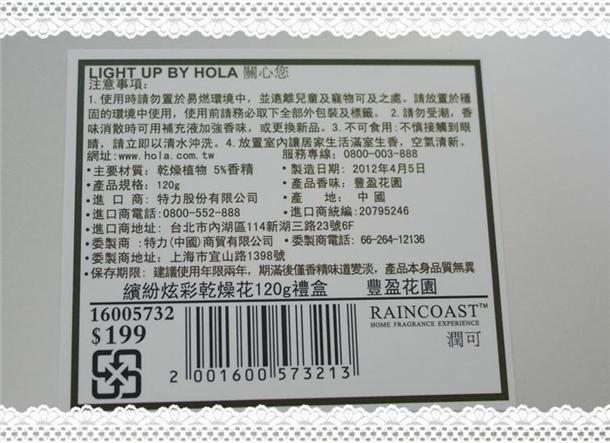 LIGHT UP BY HOLA 關心您
注意事項:
1.使用時請勿置於易燃環境中，並遠離兒童及寵物可及之處。請放置於穩
固的環境中使用，使用前請務必取下全部外包裝及標籤。2.請勿受潮，香
味消散時可用補充液加強香味，或更換新品。3.不可食用:不慎接觸到眼
睛，請立即以清水沖洗。4.放置室內讓居家生活滿室生香，空氣清新。
網址:www.hola.com.tw 服務專線：0800-003-888
•主要材質：乾燥植物 5%香精 •製造日期：2012年4月5日
•產品規格：120g •產品香味：豐盈花園
•進口商：特力股份有限公司 •產地：中國
•進口商電話:0800-552-888 •進口商統編:20795246
•進口商地址：台北市內湖區114新湖三路23號6F
•委製商：特力(中國)商貿有限公司 •委製商電話：66-264-12136
•委製商地址：上海市宜山路1398號
•保存期限：建議使用年限兩年，期滿後僅香精味道變淡，產品本身品質無異
繽紛炫彩乾燥花120g禮盒 豐盈花園
16005732
$199
RAINCOAST™
HOME FRAGRANCE EXPERIENCE
潤可
2 001600 573213